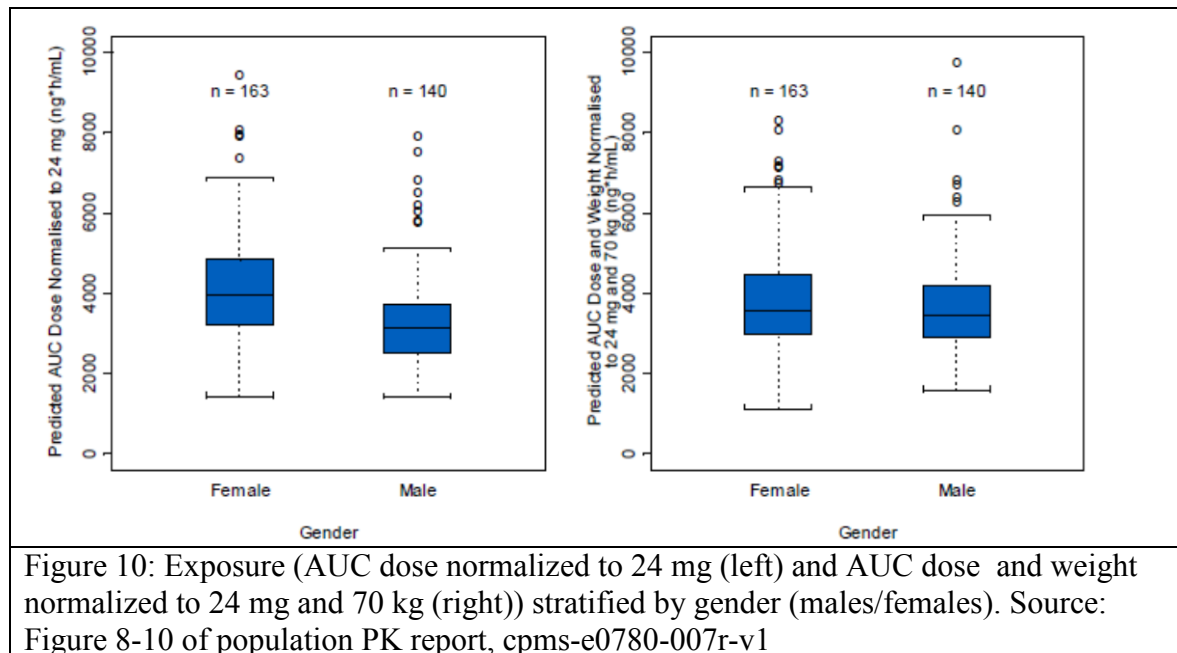 Predicted AUC Dose Normalised to 24 mg (ng*h/mL)
10000
8000
6000
4000
2000
0
n = 163
n = 140
Female
Male
Gender
Predicted AUC Dose and Weight Normalised
to 24 mg and 70 kg (ng*h/mL)
10000
8000
6000
4000
2000
0
n = 163
n = 140
Female
Male
Gender
Figure 10: Exposure (AUC dose normalized to 24 mg (left) and AUC dose and weight
normalized to 24 mg and 70 kg (right)) stratified by gender (males/females). Source:
Figure 8-10 of population PK report, cpms-e0780-007r-v1